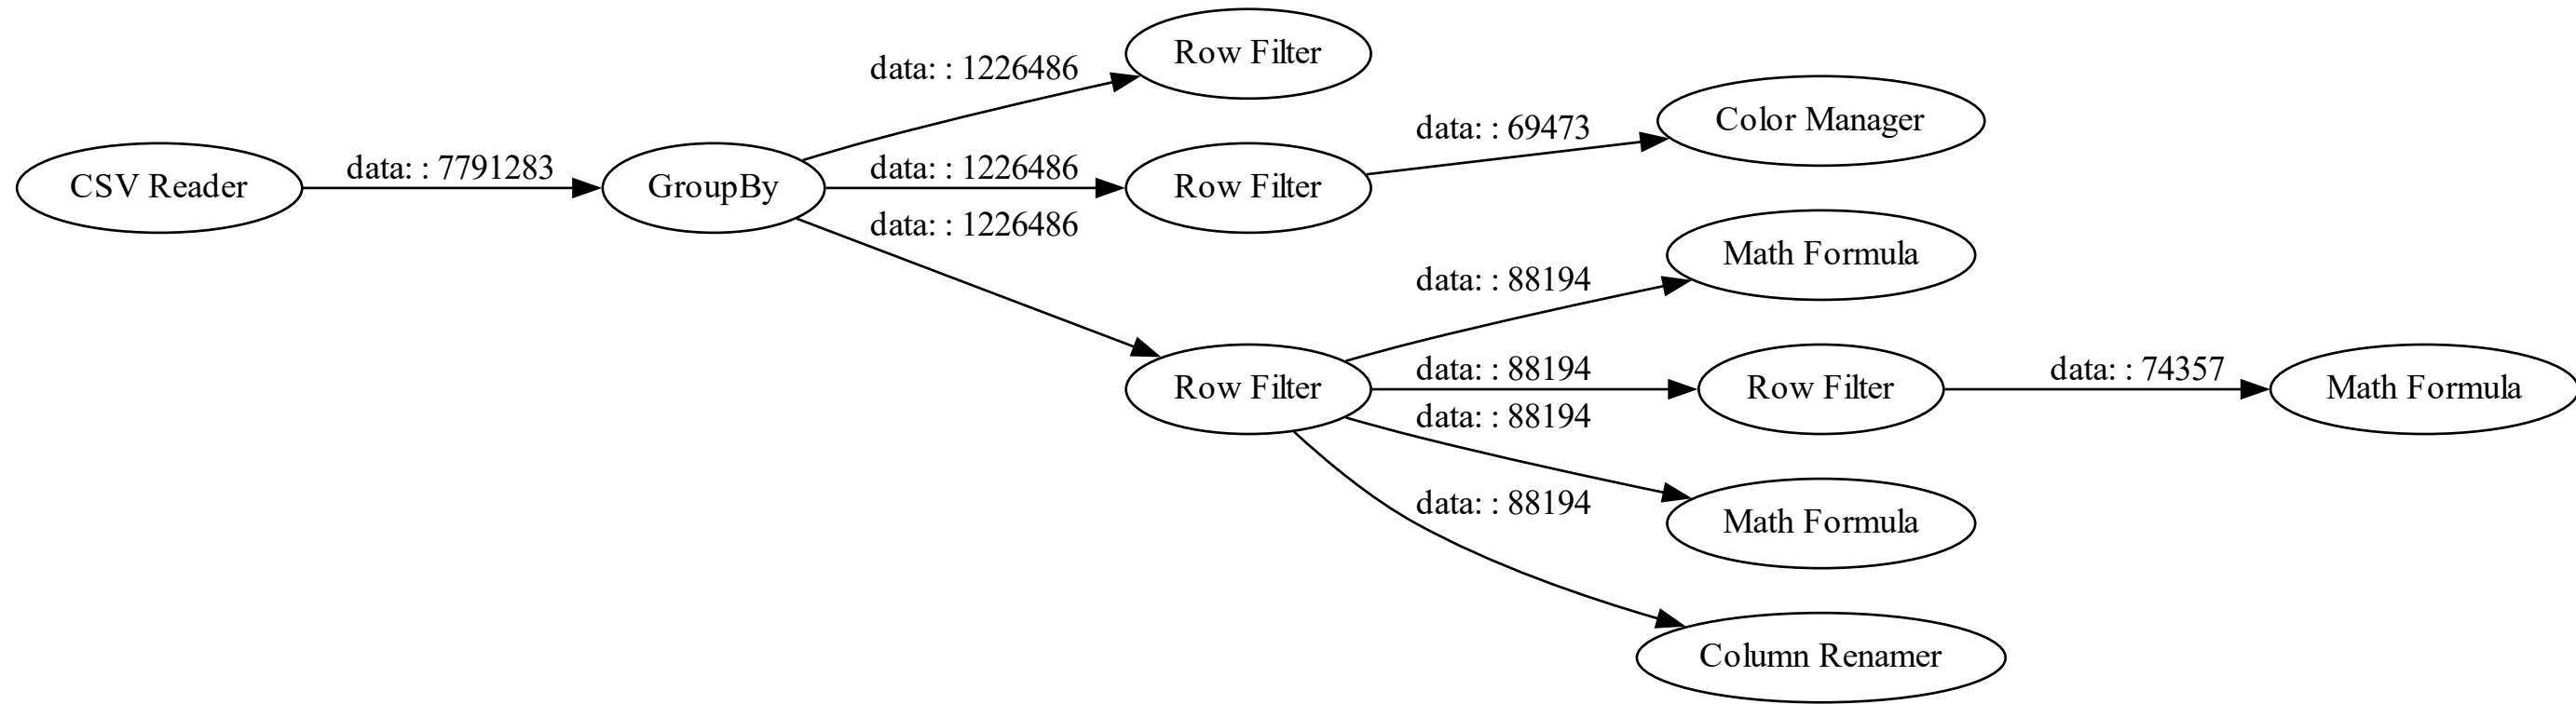 CSV Reader
data: : 7791283
GroupBy
data: : 1226486
data: : 1226486
data: : 1226486
Row Filter
Row Filter
data: : 69473
Color Manager
Row Filter
data: : 88194
data: : 88194
data: : 88194
data: : 88194
Math Formula
Row Filter
data: : 74357
Math Formula
Math Formula
Column Renamer